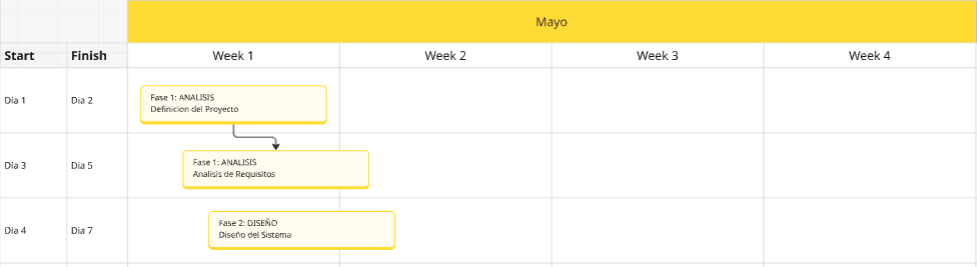 Mayo
Start Finish Week 1 Week 2 Week 3 Week 4
Dia 1 Dia 2
Fase 1: ANALISIS
Definicion del Proyecto
Dia 3 Dia 5
Fase 1: ANALISIS
Analisís de Requisitos
Dia 4 Dia 7
Fase 2: DISEÑO
Diseño del Sistema